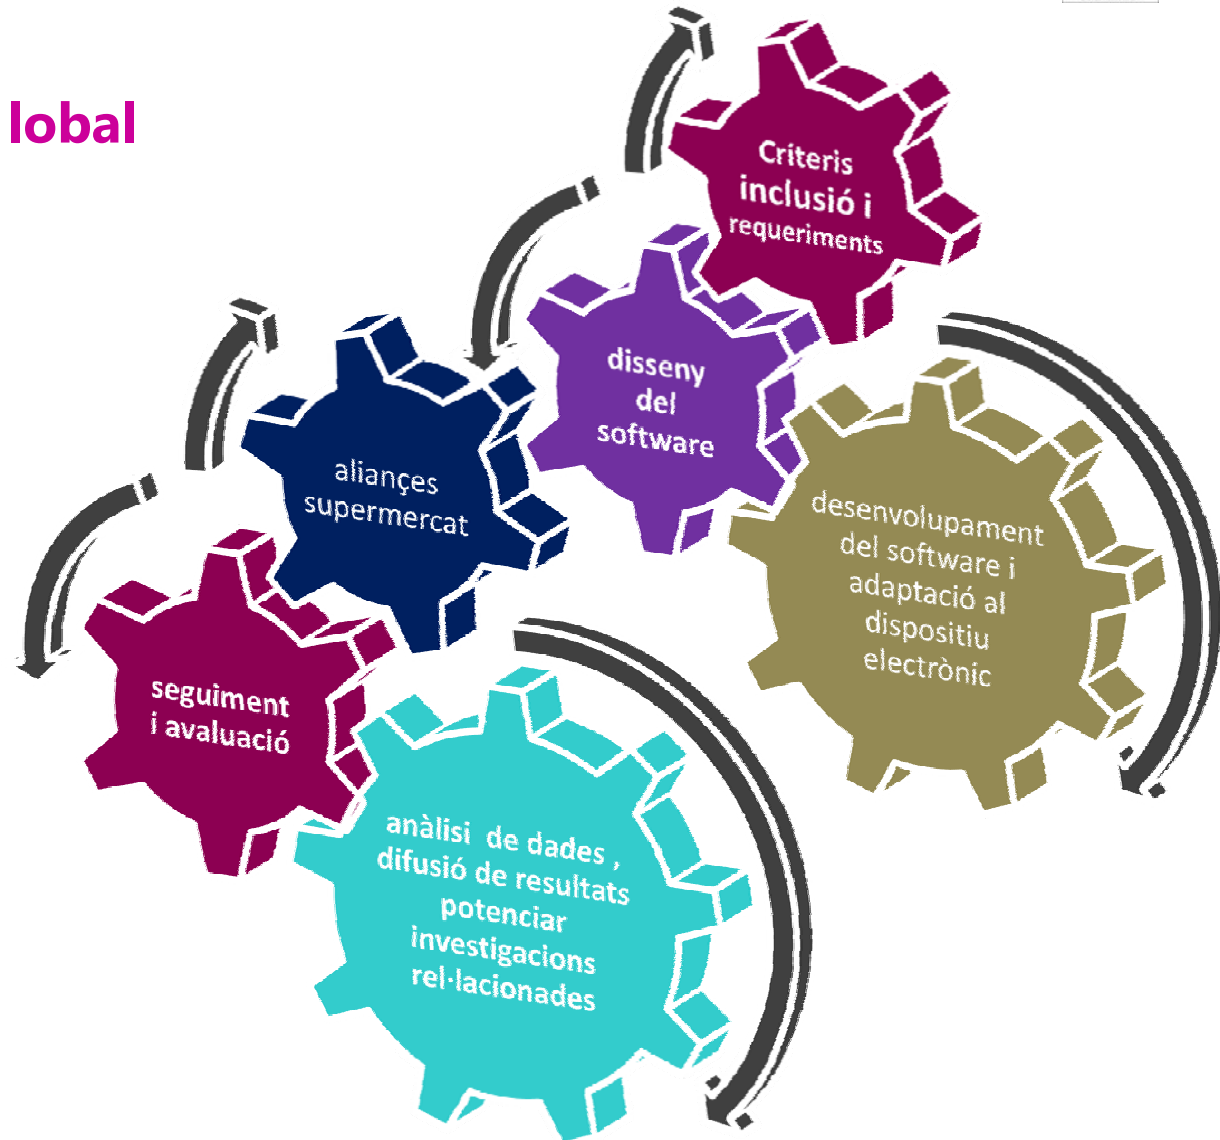 lobal
Criteris
inclusió i
requeriments
disseny
del
software
aliançes
supermercat
desenvolupament
del software i
adaptació al
dispositiu
electrònic
seguiment
i avaluació
anàlisi de dades ,
difusió de resultats
potenciar
investigacions
rel·lacionades